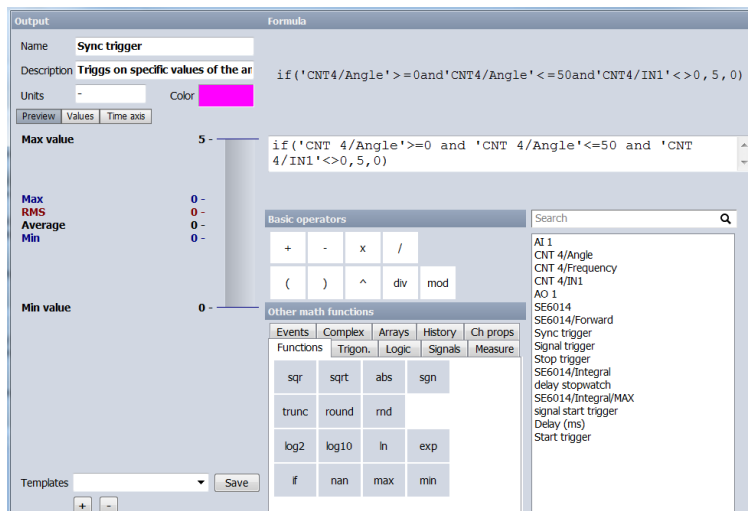 Output
Formula
Name Sync trigger
Description Triggs on specific values of the ar
Units - Color
Preview Values Time axis
if('CNT4/Angle'>=0and'CNT4/Angle'<=50and'CNT4/IN1'<>0,5,0)
Max value 5 -
if('CNT 4/Angle'>=0 and 'CNT 4/Angle'<=50 and 'CNT
4/IN1'<>0,5,0)
Max 0 -
RMS 0 -
Average 0 -
Min 0 -
Min value 0 -
Templates Save
+ -
Basic operators
+ - x /
( ) ^ div mod
Other math functions
Events Complex Arrays History Ch props
Functions Trigon. Logic Signals Measure
sqr sqrt abs sgn
trunc round rnd
log2 log10 ln exp
if nan max min
Search
AI 1
CNT 4/Angle
CNT 4/Frequency
CNT 4/IN1
AO 1
SE6014
SE6014/Forward
Sync trigger
Signal trigger
Stop trigger
SE6014/Integral
delay stopwatch
SE6014/Integral/MAX
signal start trigger
Delay (ms)
Start trigger